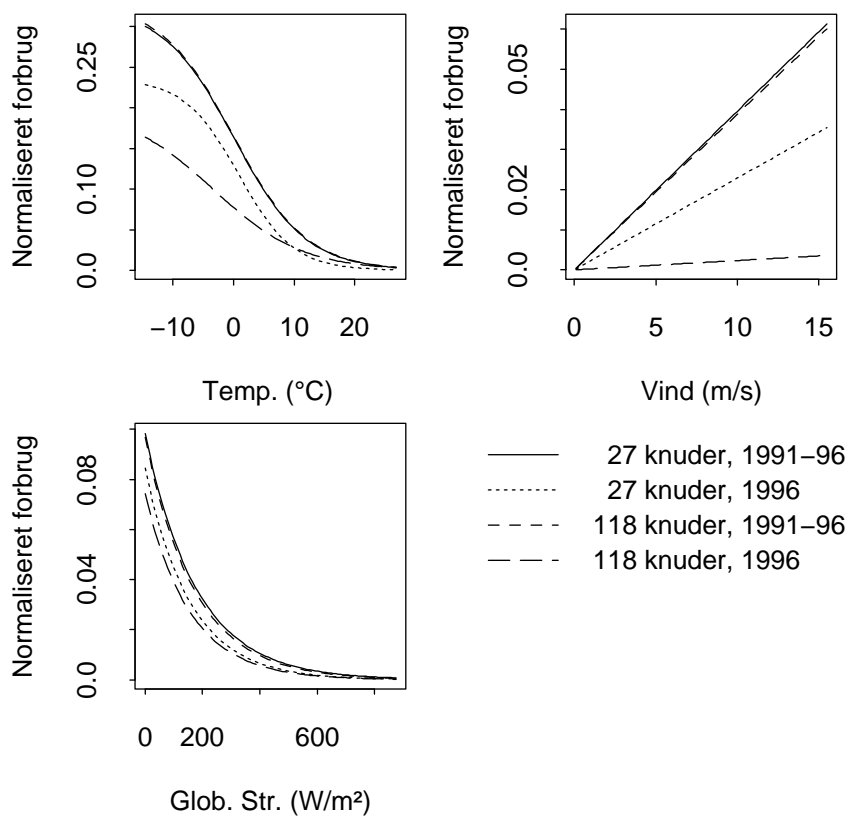 Normaliseret forbrug
0.0 0.10 0.25
−10 0 10 20
Temp. (°C)
Normaliseret forbrug
0.0 0.02 0.05
0 5 10 15
Vind (m/s)
Normaliseret forbrug
0.0 0.04 0.08
0 200 600
Glob. Str. (W/m²)
27 knuder, 1991−96
27 knuder, 1996
118 knuder, 1991−96
118 knuder, 1996